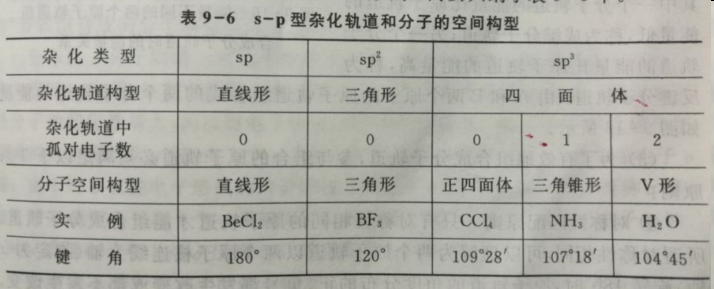 表 9-6 s-p 型杂化轨道和分子的空间构型
杂化类型 sp sp² sp³
杂化轨道构型 直线形 三角形 四面体
杂化轨道中孤对电子数 0 0 0 1 2
分子空间构型 直线形 三角形 正四面体 三角锥形 V形
实例 BeCl₂ BF₃ CCl₄ NH₃ H₂O
键角 180° 120° 109°28′ 107°18′ 104°45′